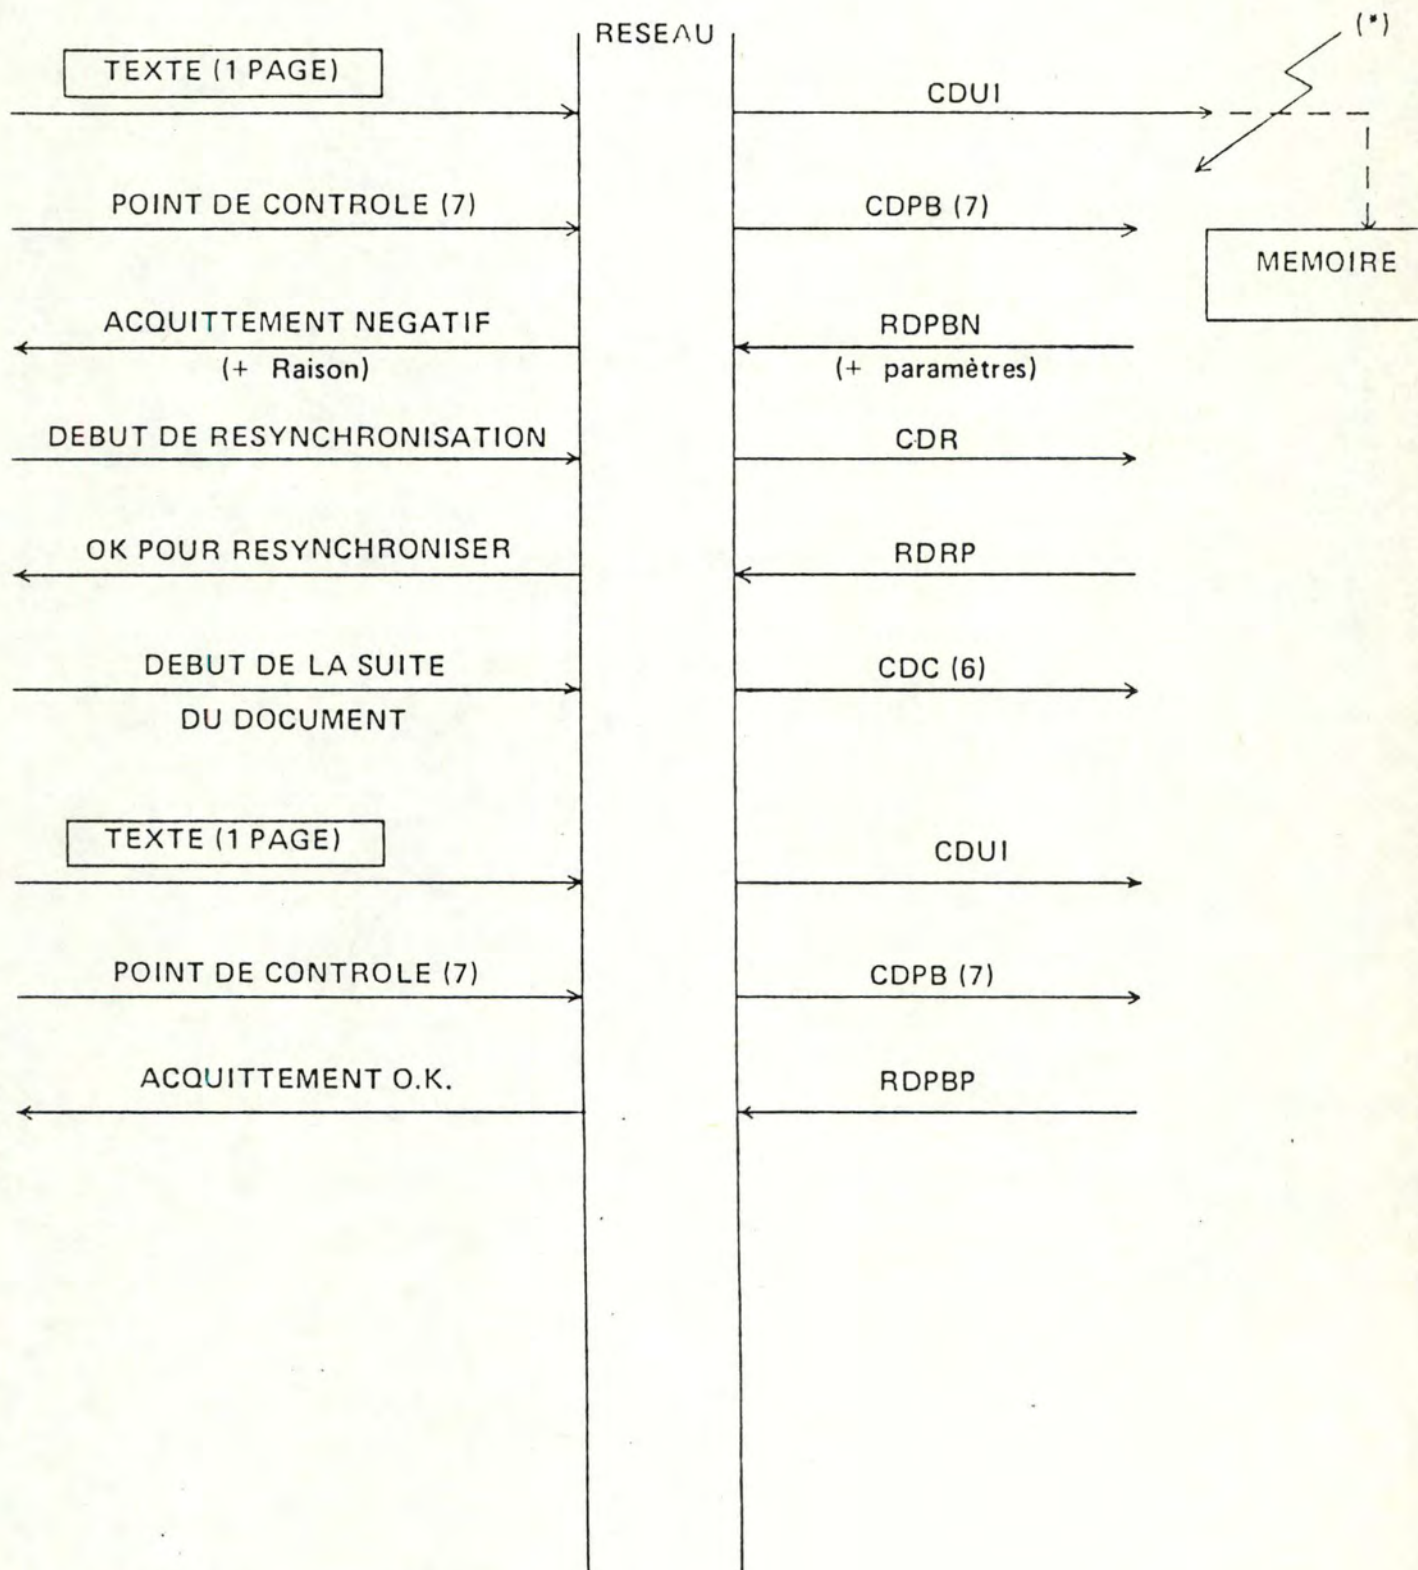 RESEAU
(*)
TEXTE (1 PAGE)
CDUI
POINT DE CONTROLE (7)
CDPB (7)
MEMOIRE
ACQUITTEMENT NEGATIF
(+ Raison)
RDPBN
(+ paramètres)
DEBUT DE RESYNCHRONISATION
CDR
OK POUR RESYNCHRONISER
RDRP
DEBUT DE LA SUITE
DU DOCUMENT
CDC (6)
TEXTE (1 PAGE)
CDUI
POINT DE CONTROLE (7)
CDPB (7)
ACQUITTEMENT O.K.
RDPBP